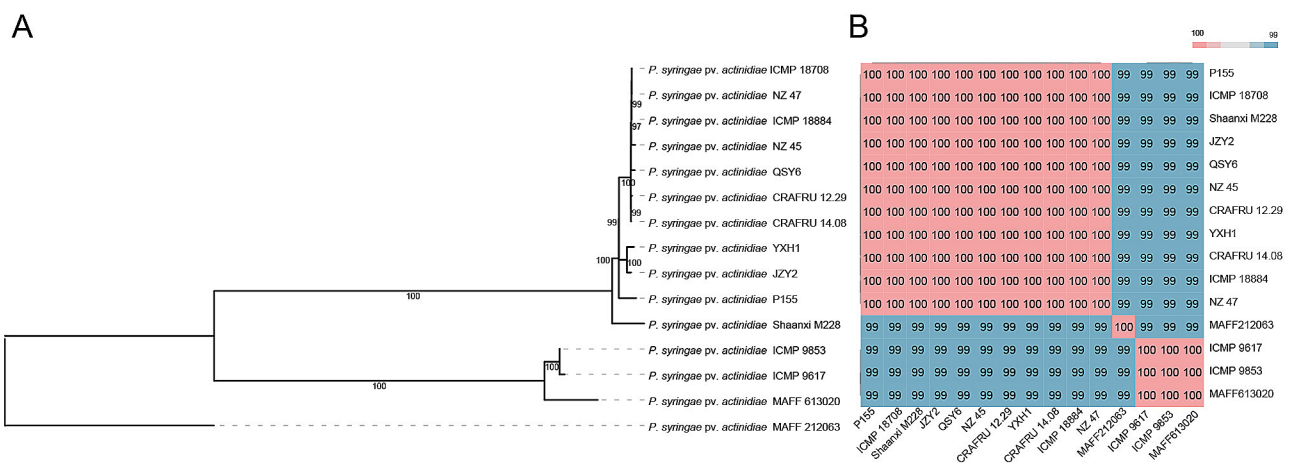 A
P. syringae pv. actinidiae ICMP 18708
P. syringae pv. actinidiae NZ 47
99
P. syringae pv. actinidiae ICMP 18884
97
P. syringae pv. actinidiae NZ 45
P. syringae pv. actinidiae QSY6
100
P. syringae pv. actinidiae CRAFRU 12.29
99
P. syringae pv. actinidiae CRAFRU 14.08
99
P. syringae pv. actinidiae YXH1
100
100
P. syringae pv. actinidiae JZY2
P. syringae pv. actinidiae P155
100
P. syringae pv. actinidiae Shaanxi M228
P. syringae pv. actinidiae ICMP 9853
100
P. syringae pv. actinidiae ICMP 9617
100
P. syringae pv. actinidiae MAFF 613020
P. syringae pv. actinidiae MAFF 212063
B
100 99
100 100 100 100 100 100 100 100 100 100 100 99 99 99 99 P155
100 100 100 100 100 100 100 100 100 100 100 99 99 99 99 ICMP 18708
100 100 100 100 100 100 100 100 100 100 100 99 99 99 99 Shaanxi M228
100 100 100 100 100 100 100 100 100 100 100 99 99 99 99 JZY2
100 100 100 100 100 100 100 100 100 100 100 99 99 99 99 QSY6
100 100 100 100 100 100 100 100 100 100 100 99 99 99 99 NZ 45
100 100 100 100 100 100 100 100 100 100 100 99 99 99 99 CRAFRU 12.29
100 100 100 100 100 100 100 100 100 100 100 99 99 99 99 YXH1
100 100 100 100 100 100 100 100 100 100 100 99 99 99 99 CRAFRU 14.08
100 100 100 100 100 100 100 100 100 100 100 99 99 99 99 ICMP 18884
100 100 100 100 100 100 100 100 100 100 100 99 99 99 99 NZ 47
99 99 99 99 99 99 99 99 99 99 99 100 99 99 99 MAFF212063
99 99 99 99 99 99 99 99 99 99 99 99 100 100 100 ICMP 9617
99 99 99 99 99 99 99 99 99 99 99 99 100 100 100 ICMP 9853
99 99 99 99 99 99 99 99 99 99 99 99 100 100 100 MAFF613020
P155
ICMP 18708
Shaanxi M228
JZY2
QSY6
NZ 45
CRAFRU 12.29
YXH1
CRAFRU 14.08
ICMP 18884
NZ 47
MAFF212063
ICMP 9617
ICMP 9853
MAFF613020